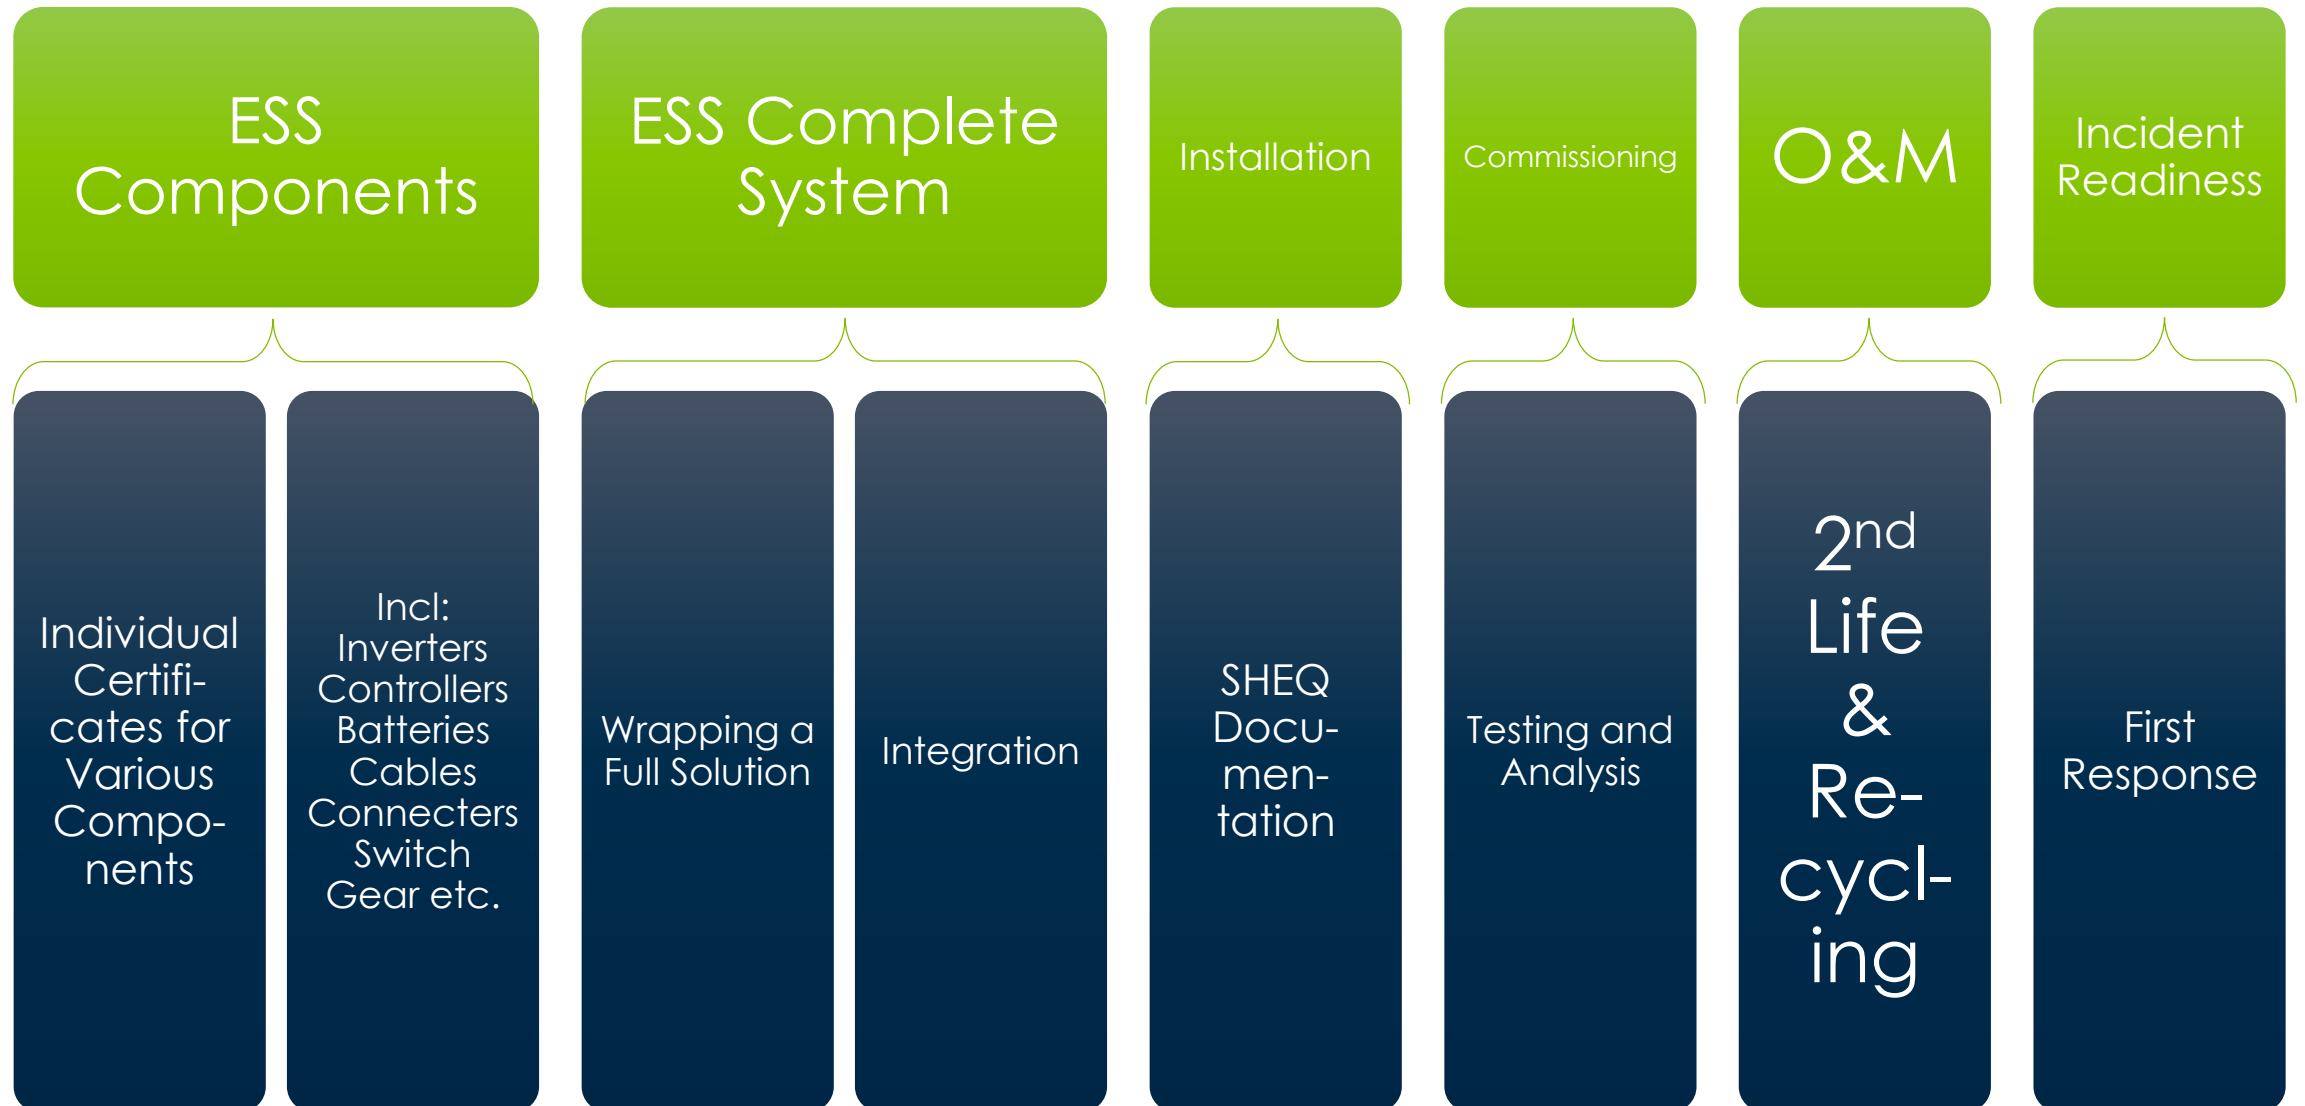 ESS
Components
ESS Complete
System
Installation
Commissioning
O&M
Incident
Readiness
Individual
Certifi-
cates for
Various
Compo-
nents
Incl:
Inverters
Controllers
Batteries
Cables
Connecters
Switch
Gear etc.
Wrapping a
Full Solution
Integration
SHEQ
Docu-
men-
tation
Testing and
Analysis
2nd
Life
&
Re-
cycl-
ing
First
Response